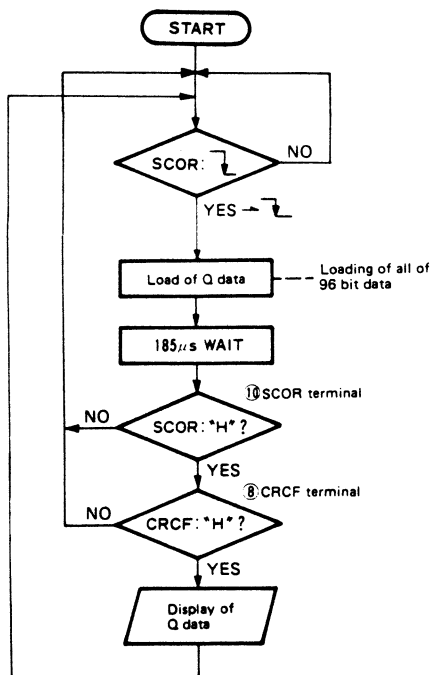 START
SCOR:
NO
YES →
Load of Q data
Loading of all of
96 bit data
185μs WAIT
⑩SCOR terminal
NO
SCOR: "H" ?
YES
⑧CRCF terminal
NO
CRCF: "H" ?
YES
Display of
Q data